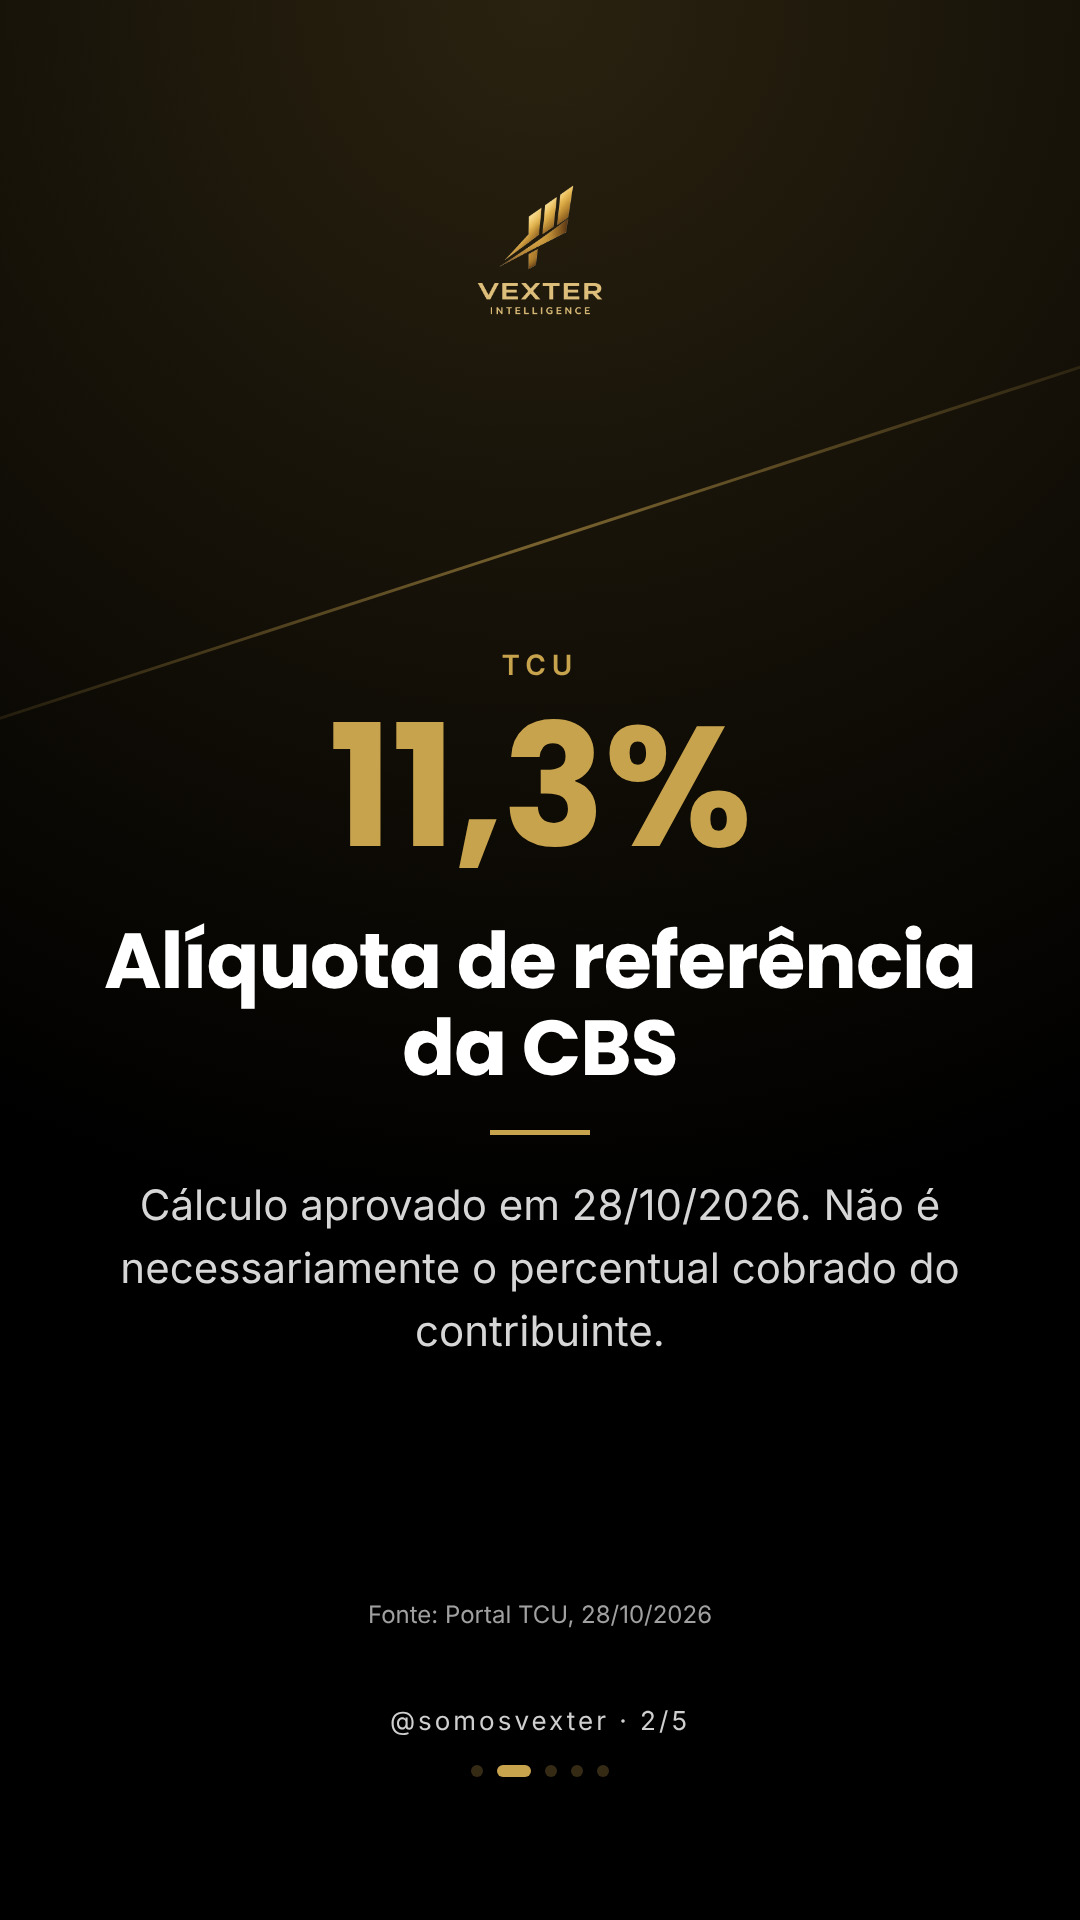 VEXTER
INTELLIGENCE
TCU
11,3%
Alíquota de referência
da CBS
Cálculo aprovado em 28/10/2026. Não é
necessariamente o percentual cobrado do
contribuinte.
Fonte: Portal TCU, 28/10/2026
@somosvexter · 2/5